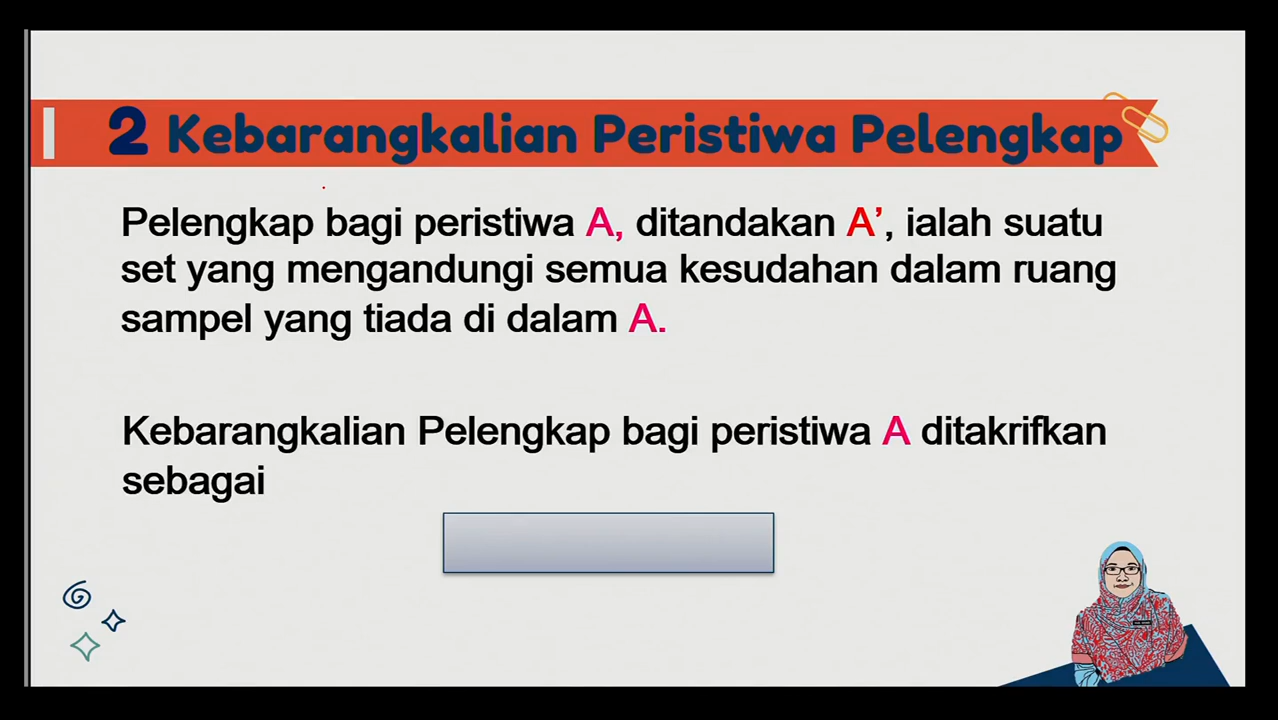 2 Kebarangkalian Peristiwa Pelengkap
Pelengkap bagi peristiwa A, ditandakan A’, ialah suatu
set yang mengandungi semua kesudahan dalam ruang
sampel yang tiada di dalam A.
Kebarangkalian Pelengkap bagi peristiwa A ditakrifkan
sebagai